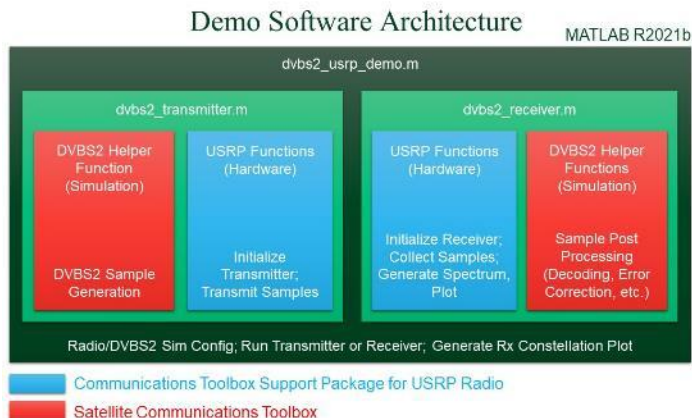 Demo Software Architecture
MATLAB R2021b
dvbs2_usrp_demo.m
dvbs2_transmitter.m
DVBS2 Helper
Function
(Simulation)
DVBS2 Sample
Generation
USRP Functions
(Hardware)
Initialize
Transmitter;
Transmit Samples
dvbs2_receiver.m
USRP Functions
(Hardware)
Initialize Receiver;
Collect Samples;
Generate Spectrum,
Plot
DVBS2 Helper
Functions
(Simulation)
Sample Post
Processing
(Decoding, Error
Correction, etc.)
Radio/DVBS2 Sim Config; Run Transmitter or Receiver; Generate Rx Constellation Plot
Communications Toolbox Support Package for USRP Radio
Satellite Communications Toolbox